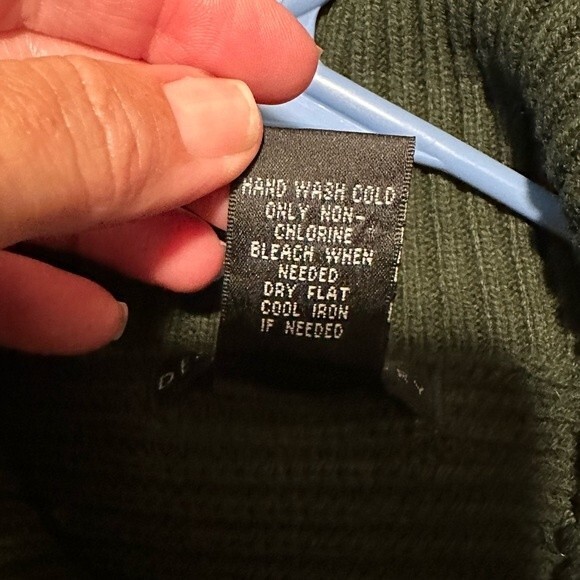 HAND WASH COLD
ONLY NON-
CHLORINE
BLEACH WHEN
NEEDED
DRY FLAT
COOL IRON
IF NEEDED